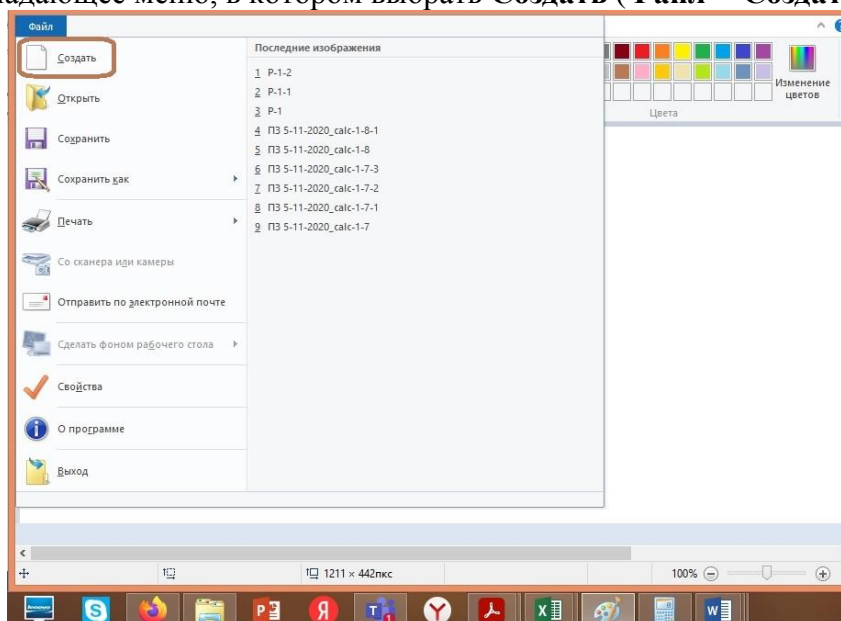 адающее меню, в котором выбрать Создать (Файл – Создат
Файл
Создать
Открыть
Сохранить
Сохранить как
Печать
Со сканера или камеры
Отправить по электронной почте
Сделать фоном рабочего стола
Свойства
О программе
Выход
Последние изображения
1 P-1-2
2 P-1-1
3 P-1
4 ПЗ 5-11-2020_calc-1-8-1
5 ПЗ 5-11-2020_calc-1-8
6 ПЗ 5-11-2020_calc-1-7-3
7 ПЗ 5-11-2020_calc-1-7-2
8 ПЗ 5-11-2020_calc-1-7-1
9 ПЗ 5-11-2020_calc-1-7
Изменение
цветов
Цвета
1211 × 442пкс
100%